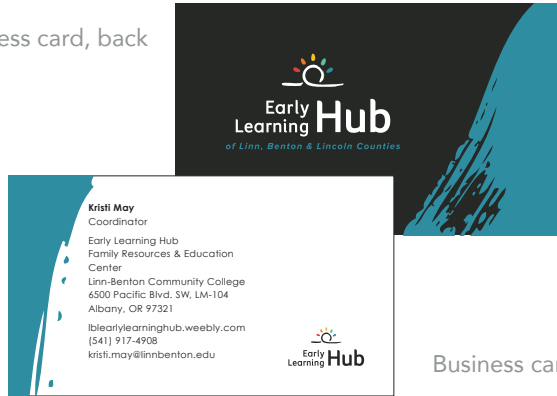 ess card, back
Early
Learning Hub
of Linn, Benton & Lincoln Counties
Kristi May
Coordinator
Early Learning Hub
Family Resources & Education
Center
Linn-Benton Community College
6500 Pacific Blvd. SW, LM-104
Albany, OR 97321
lblearlylearninghub.weebly.com
(541) 917-4908
kristi.may@linnbenton.edu
Early
Learning Hub
Business car